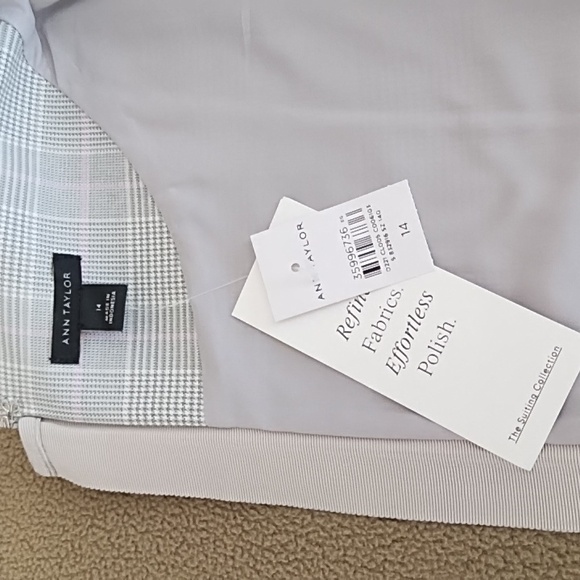 ANN TAYLOR
14
MADE IN
INDONESIA
ANN TAYLOR
35996736
14
Refined
Fabrics.
Effortless
Polish.
The Suiting Collection